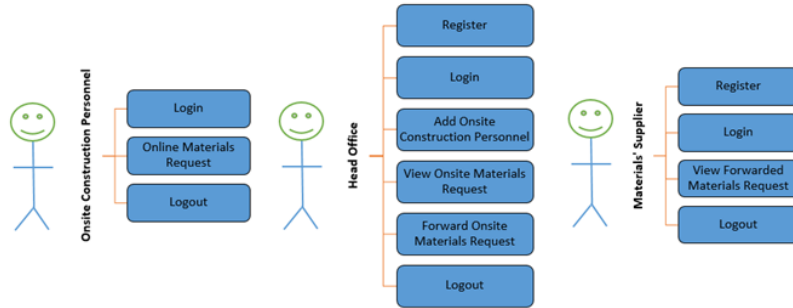 Onsite Construction Personnel
Login
Online Materials
Request
Logout
Head Office
Register
Login
Add Onsite
Construction Personnel
View Onsite Materials
Request
Forward Onsite
Materials Request
Logout
Materials' Supplier
Register
Login
View Forwarded
Materials Request
Logout